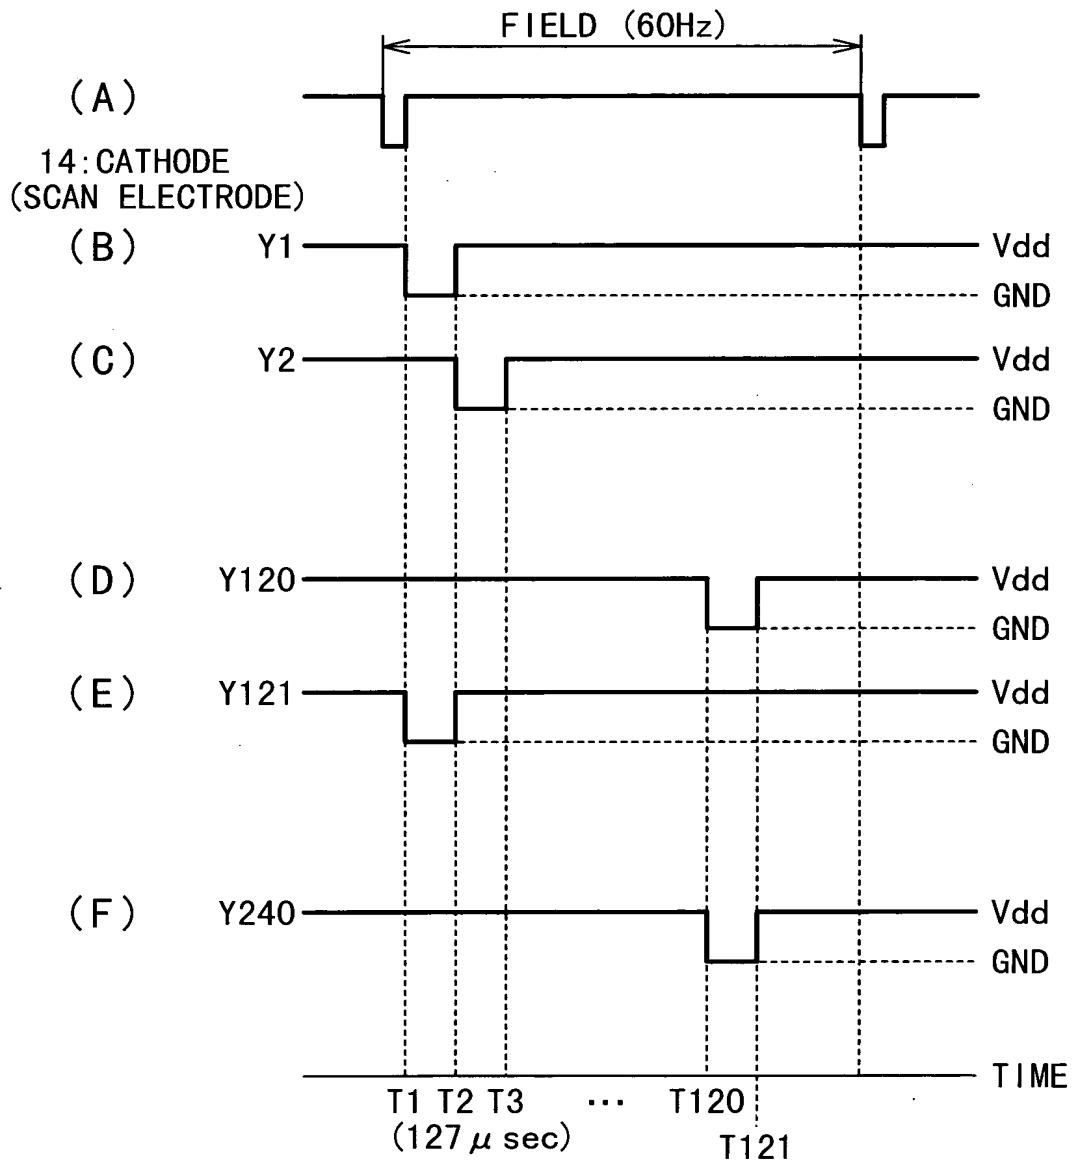 FIELD (60Hz)
(A)
14:CATHODE
(SCAN ELECTRODE)
(B) Y1 Vdd
GND
(C) Y2 Vdd
GND
(D) Y120 Vdd
GND
(E) Y121 Vdd
GND
(F) Y240 Vdd
GND
TIME
T1 T2 T3 ... T120
(127μsec)
T121